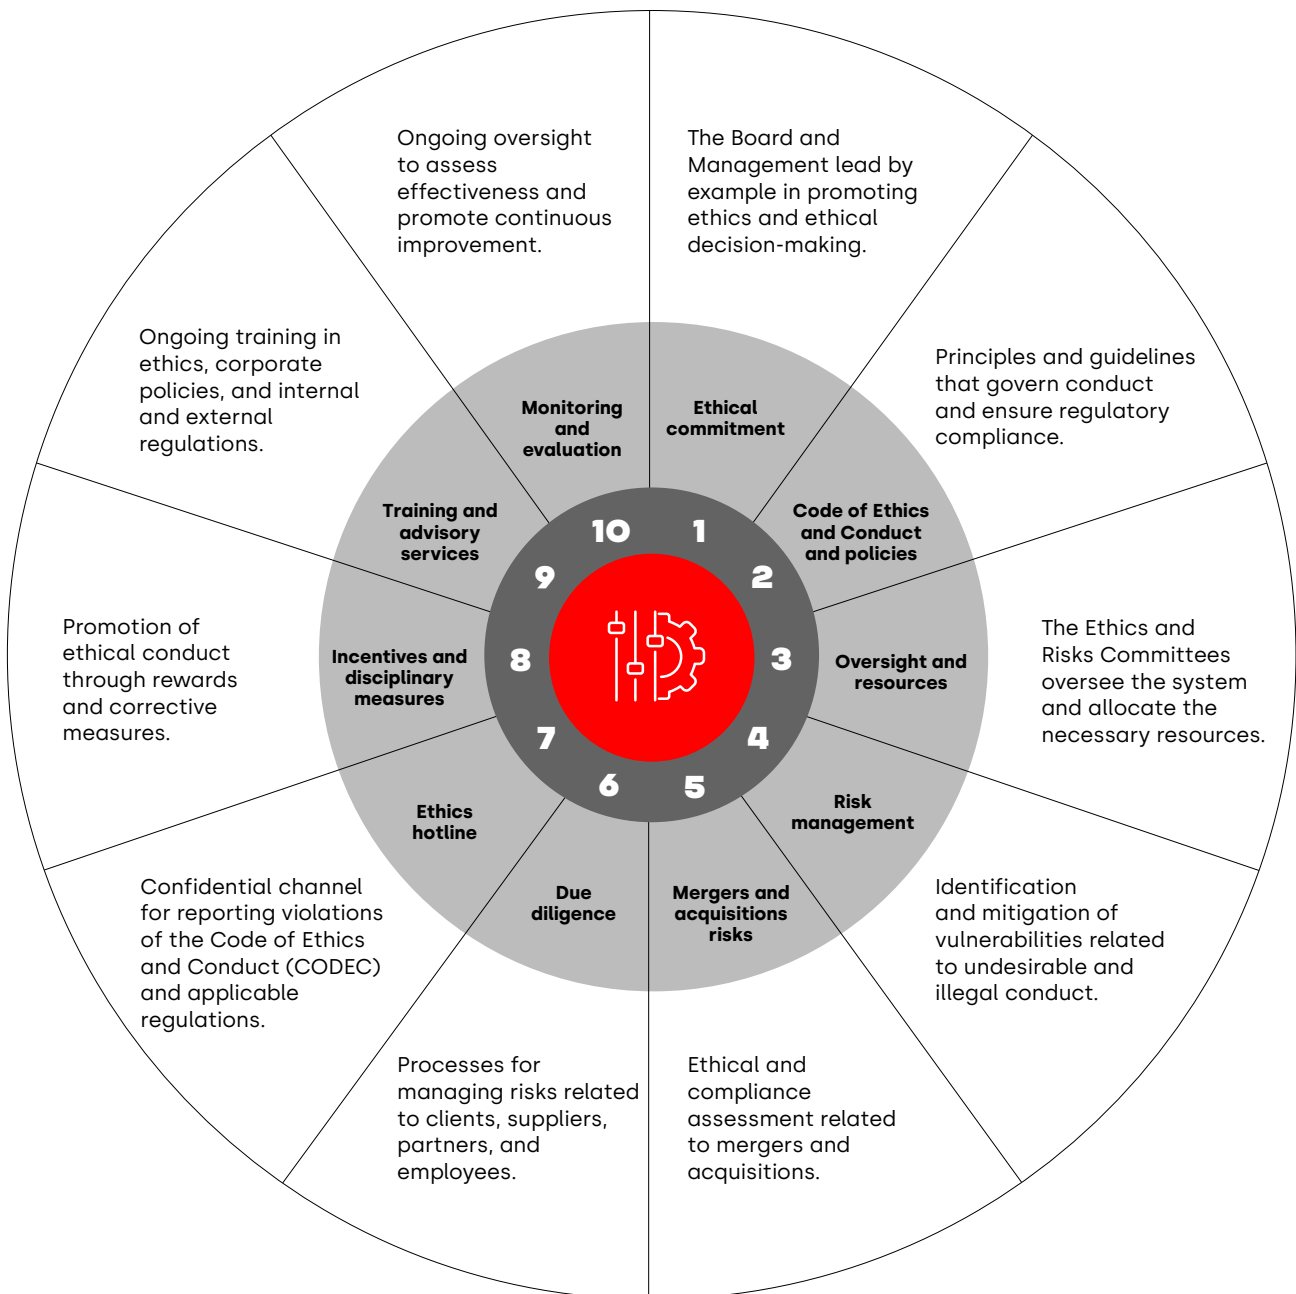 1
Ethical
commitment
The Board and
Management lead by
example in promoting
ethics and ethical
decision-making.
2
Code of Ethics
and Conduct
and policies
Principles and guidelines
that govern conduct
and ensure regulatory
compliance.
3
Oversight and
resources
The Ethics and
Risks Committees
oversee the system
and allocate the
necessary resources.
4
Risk
management
Identification
and mitigation of
vulnerabilities related
to undesirable and
illegal conduct.
5
Mergers and
acquisitions
risks
Ethical and
compliance
assessment related
to mergers and
acquisitions.
6
Due
diligence
Processes for
managing risks related
to clients, suppliers,
partners, and
employees.
7
Ethics
hotline
Confidential channel
for reporting violations
of the Code of Ethics
and Conduct (CODEC)
and applicable
regulations.
8
Incentives and
disciplinary
measures
Promotion of
ethical conduct
through rewards
and corrective
measures.
9
Training and
advisory
services
Ongoing training in
ethics, corporate
policies, and internal
and external
regulations.
10
Monitoring
and
evaluation
Ongoing oversight
to assess
effectiveness and
promote continuous
improvement.